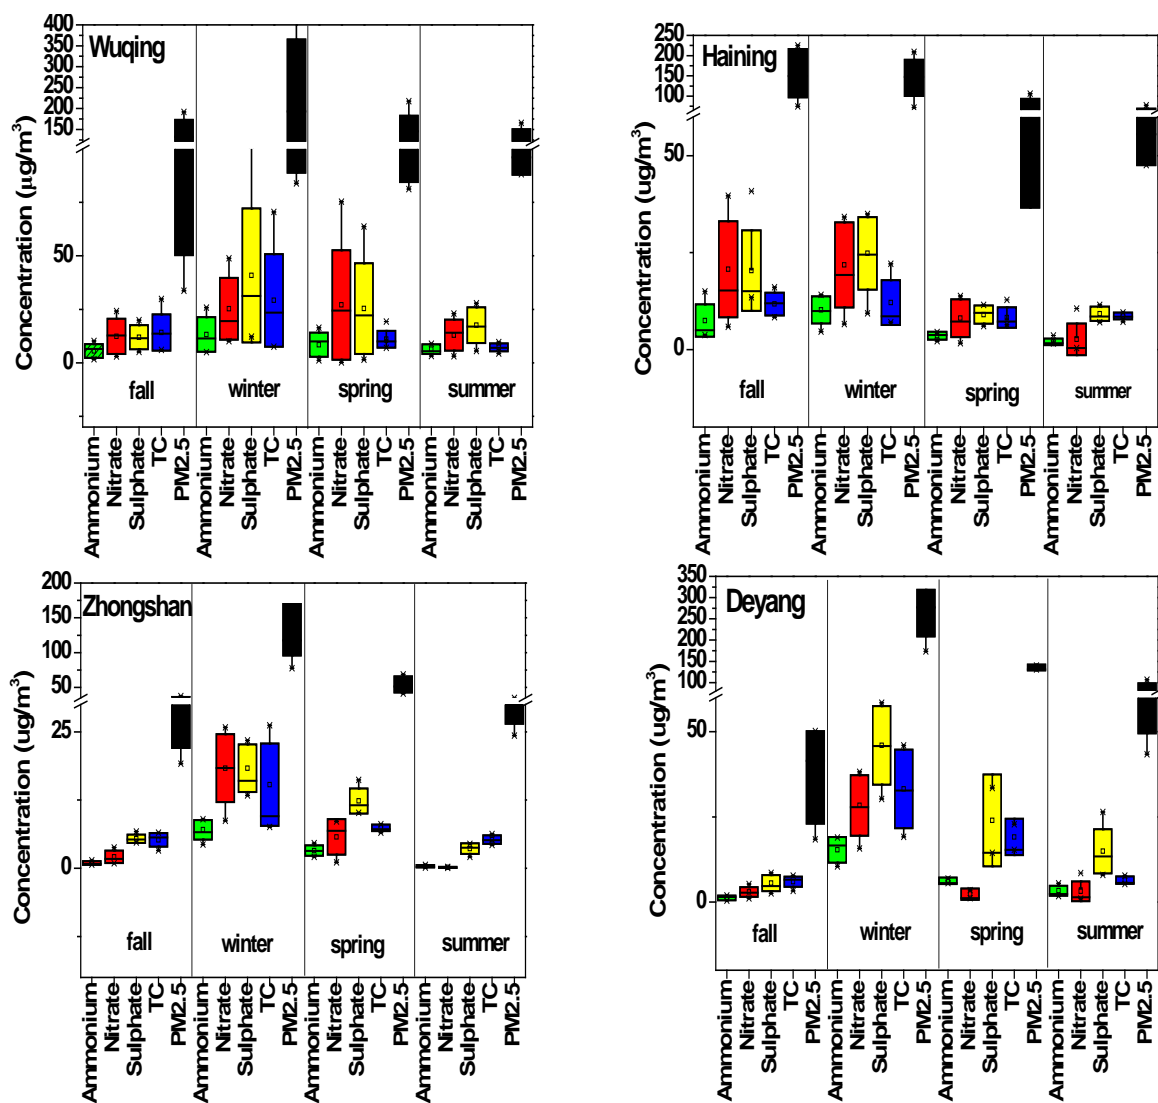 Wuqing
Concentration (µg/m³)
400
350
300
250
200
150
50
0
fall
winter
spring
summer
Ammonium
Nitrate
Sulphate
TC
PM2.5
Ammonium
Nitrate
Sulphate
TC
PM2.5
Ammonium
Nitrate
Sulphate
TC
PM2.5
Ammonium
Nitrate
Sulphate
TC
PM2.5
Haining
Concentration (ug/m³)
250
200
150
100
50
0
fall
winter
spring
summer
Ammonium
Nitrate
Sulphate
TC
PM2.5
Ammonium
Nitrate
Sulphate
TC
PM2.5
Ammonium
Nitrate
Sulphate
TC
PM2.5
Ammonium
Nitrate
Sulphate
TC
PM2.5
Zhongshan
Concentration (ug/m³)
200
150
100
50
25
0
fall
winter
spring
summer
Ammonium
Nitrate
Sulphate
TC
PM2.5
Ammonium
Nitrate
Sulphate
TC
PM2.5
Ammonium
Nitrate
Sulphate
TC
PM2.5
Ammonium
Nitrate
Sulphate
TC
PM2.5
Deyang
Concentration (ug/m³)
350
300
250
200
150
100
50
0
fall
winter
spring
summer
Ammonium
Nitrate
Sulphate
TC
PM2.5
Ammonium
Nitrate
Sulphate
TC
PM2.5
Ammonium
Nitrate
Sulphate
TC
PM2.5
Ammonium
Nitrate
Sulphate
TC
PM2.5